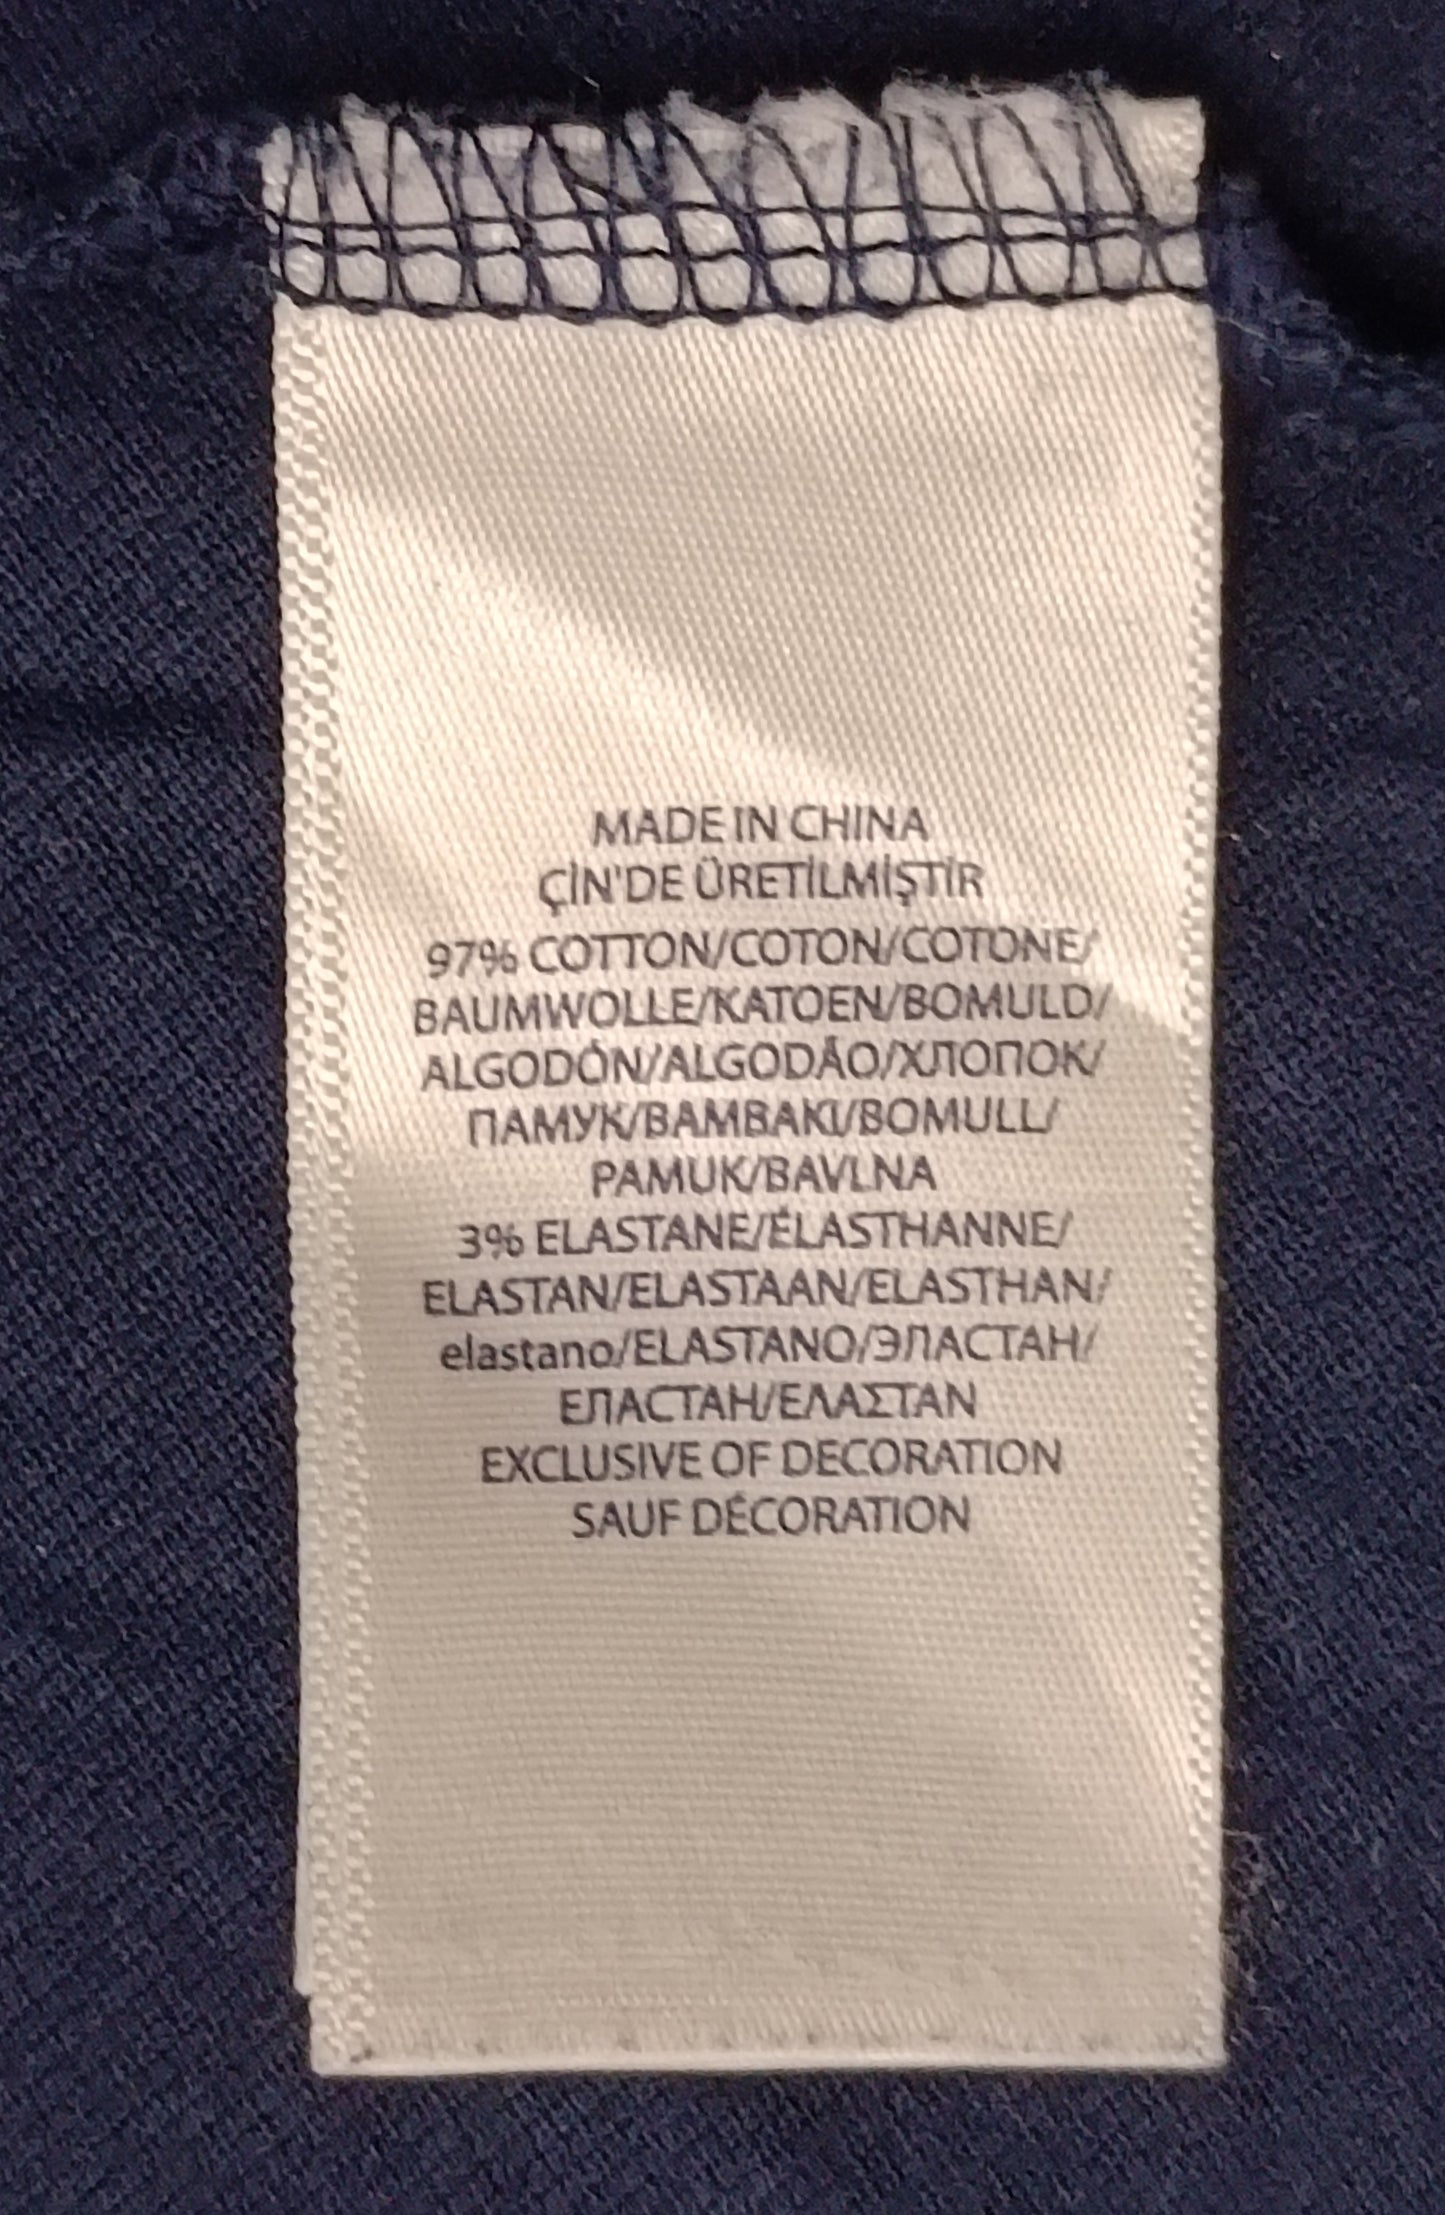 MADE IN CHINA
ÇİN'DE ÜRETİLMİŞTİR
97% COTTON/COTON/COTONE/
BAUMWOLLE/KATOEN/BOMULD/
ALGODÓN/ALGODÃO/ХЛОПОК/
ПАМУК/ΒΑΜΒΑΚΙ/BOMULL/
PAMUK/BAVLNA
3% ELASTANE/ÉLASTHANNE/
ELASTAN/ELASTAAN/ELASTHAN/
elastano/ELASTANO/ЭЛАСТАН/
ЕЛАСТАН/ΕΛΑΣΤΑΝ
EXCLUSIVE OF DECORATION
SAUF DÉCORATION